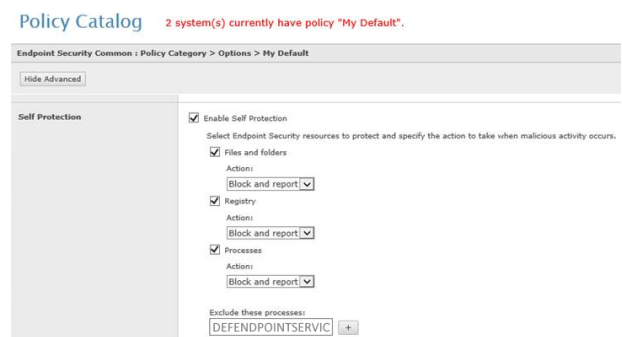 Policy Catalog 2 system(s) currently have policy "My Default".
Endpoint Security Common : Policy Category > Options > My Default
Hide Advanced
Self Protection
Enable Self Protection
Select Endpoint Security resources to protect and specify the action to take when malicious activity occurs.
Files and folders
Action:
Block and report
Registry
Action:
Block and report
Processes
Action:
Block and report
Exclude these processes:
DEFENDPOINTSERVIC +